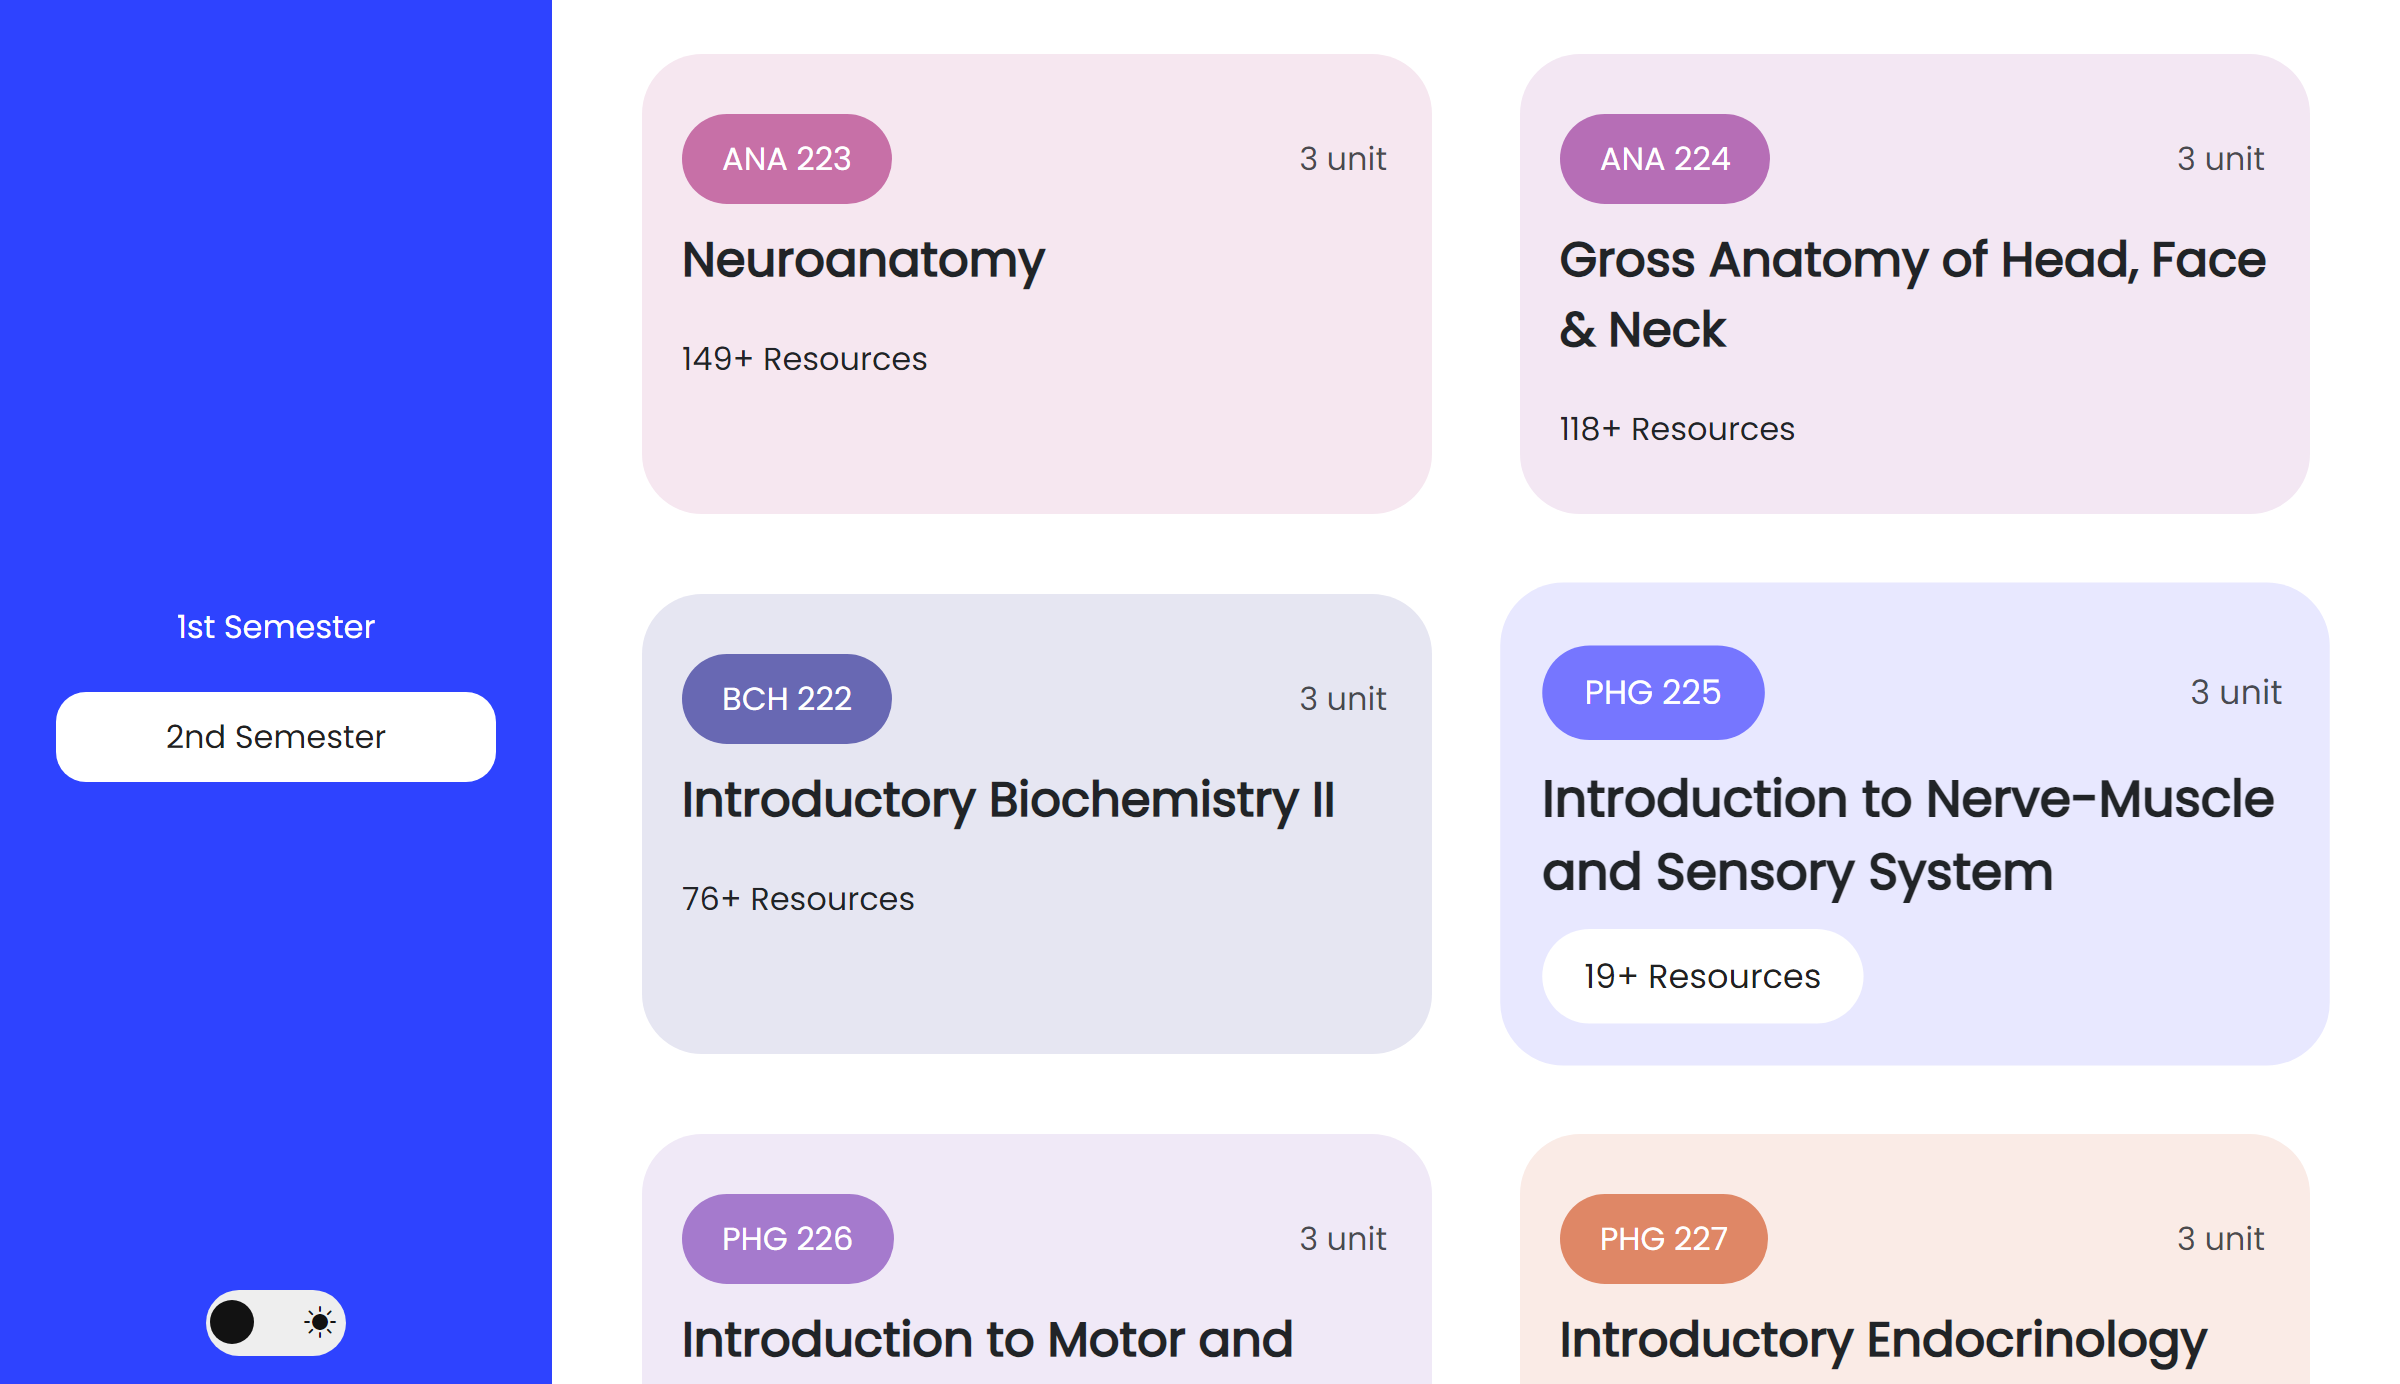 1st Semester
2nd Semester
ANA 223
3 unit
Neuroanatomy
149+ Resources
ANA 224
3 unit
Gross Anatomy of Head, Face
& Neck
118+ Resources
BCH 222
3 unit
Introductory Biochemistry II
76+ Resources
PHG 225
3 unit
Introduction to Nerve-Muscle
and Sensory System
19+ Resources
PHG 226
3 unit
Introduction to Motor and
PHG 227
3 unit
Introductory Endocrinology